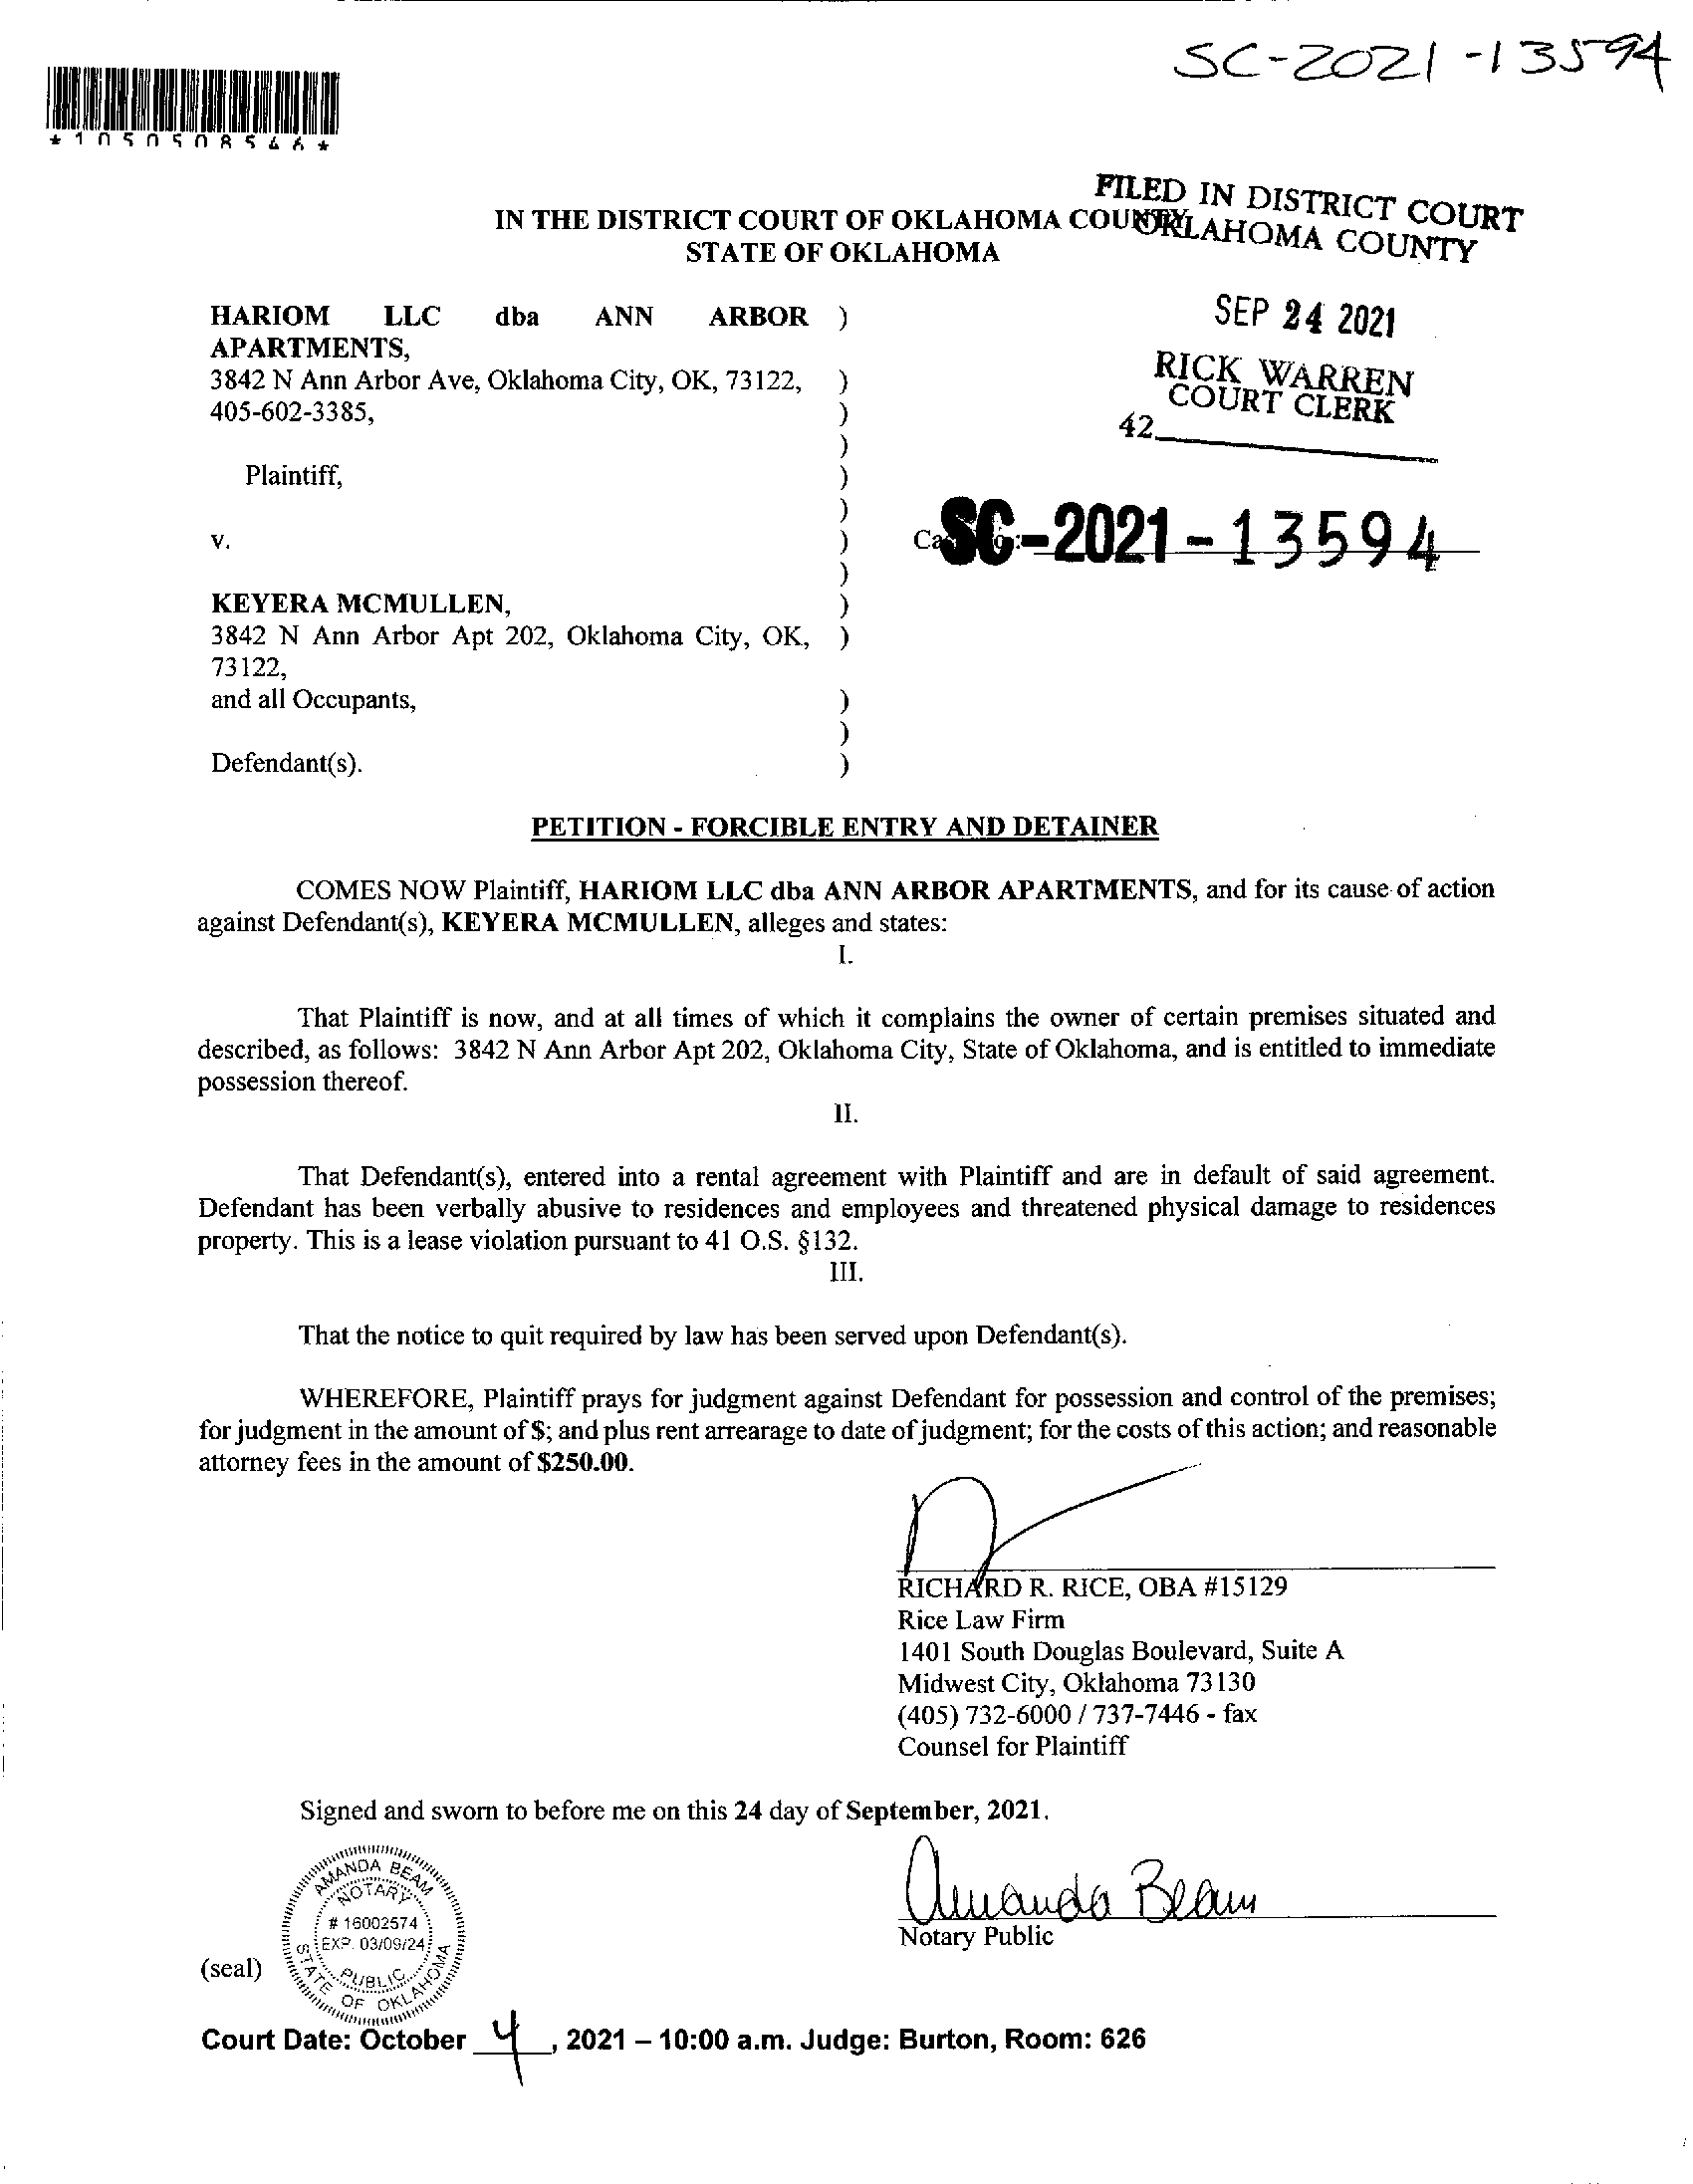 SC-2021-13594
*1050508546*
FILED IN DISTRICT COURT
OKLAHOMA COUNTY
IN THE DISTRICT COURT OF OKLAHOMA COUNTY
STATE OF OKLAHOMA
SEP 24 2021
RICK WARREN
COURT CLERK
42
HARIOM LLC dba ANN ARBOR )
APARTMENTS,
3842 N Ann Arbor Ave, Oklahoma City, OK, 73122, )
405-602-3385, )
)
Plaintiff, )
)
v. )
SC-2021-13594
)
KEYERA MCMULLEN, )
3842 N Ann Arbor Apt 202, Oklahoma City, OK, )
73122,
and all Occupants, )
)
Defendant(s). )
PETITION - FORCIBLE ENTRY AND DETAINER
COMES NOW Plaintiff, HARIOM LLC dba ANN ARBOR APARTMENTS, and for its cause of action
against Defendant(s), KEYERA MCMULLEN, alleges and states:
I.
That Plaintiff is now, and at all times of which it complains the owner of certain premises situated and
described, as follows: 3842 N Ann Arbor Apt 202, Oklahoma City, State of Oklahoma, and is entitled to immediate
possession thereof.
II.
That Defendant(s), entered into a rental agreement with Plaintiff and are in default of said agreement.
Defendant has been verbally abusive to residences and employees and threatened physical damage to residences
property. This is a lease violation pursuant to 41 O.S. §132.
III.
That the notice to quit required by law has been served upon Defendant(s).
WHEREFORE, Plaintiff prays for judgment against Defendant for possession and control of the premises;
for judgment in the amount of $; and plus rent arrearage to date of judgment; for the costs of this action; and reasonable
attorney fees in the amount of $250.00.
RICHARD R. RICE, OBA #15129
Rice Law Firm
1401 South Douglas Boulevard, Suite A
Midwest City, Oklahoma 73130
(405) 732-6000 / 737-7446 - fax
Counsel for Plaintiff
Signed and sworn to before me on this 24 day of September, 2021.
Amanda Beam
Notary Public
AMANDA BEAM
NOTARY
# 16002574
EXP. 03/09/24
PUBLIC
STATE OF OKLAHOMA
(seal)
Court Date: October 4, 2021 – 10:00 a.m. Judge: Burton, Room: 626